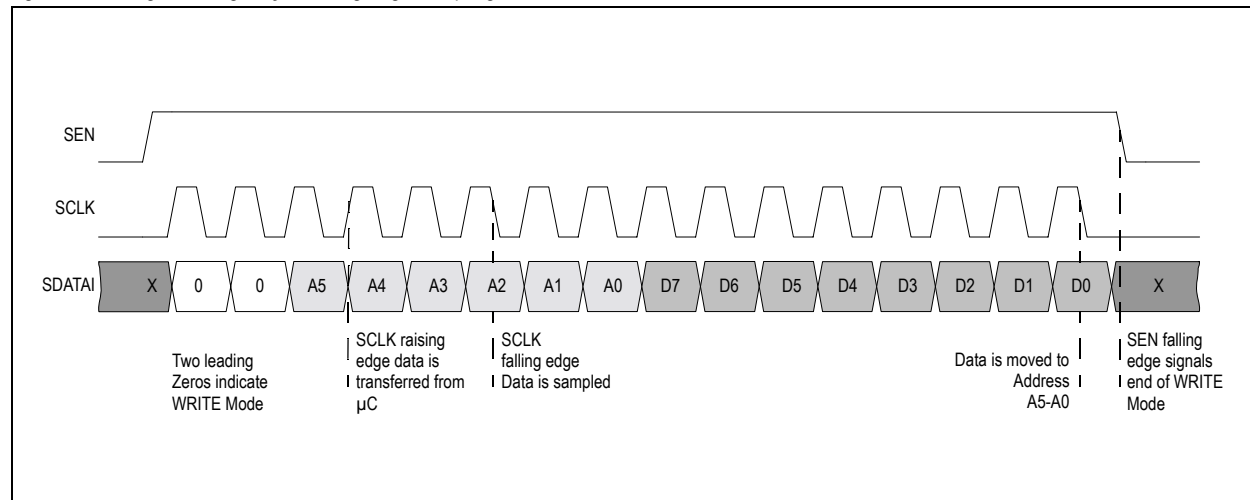 SEN
SCLK
SDATAI X 0 0 A5 A4 A3 A2 A1 A0 D7 D6 D5 D4 D3 D2 D1 D0 X
Two leading
Zeros indicate
WRITE Mode
SCLK raising
edge data is
transferred from
µC
SCLK
falling edge
Data is sampled
Data is moved to
Address
A5-A0
SEN falling
edge signals
end of WRITE
Mode